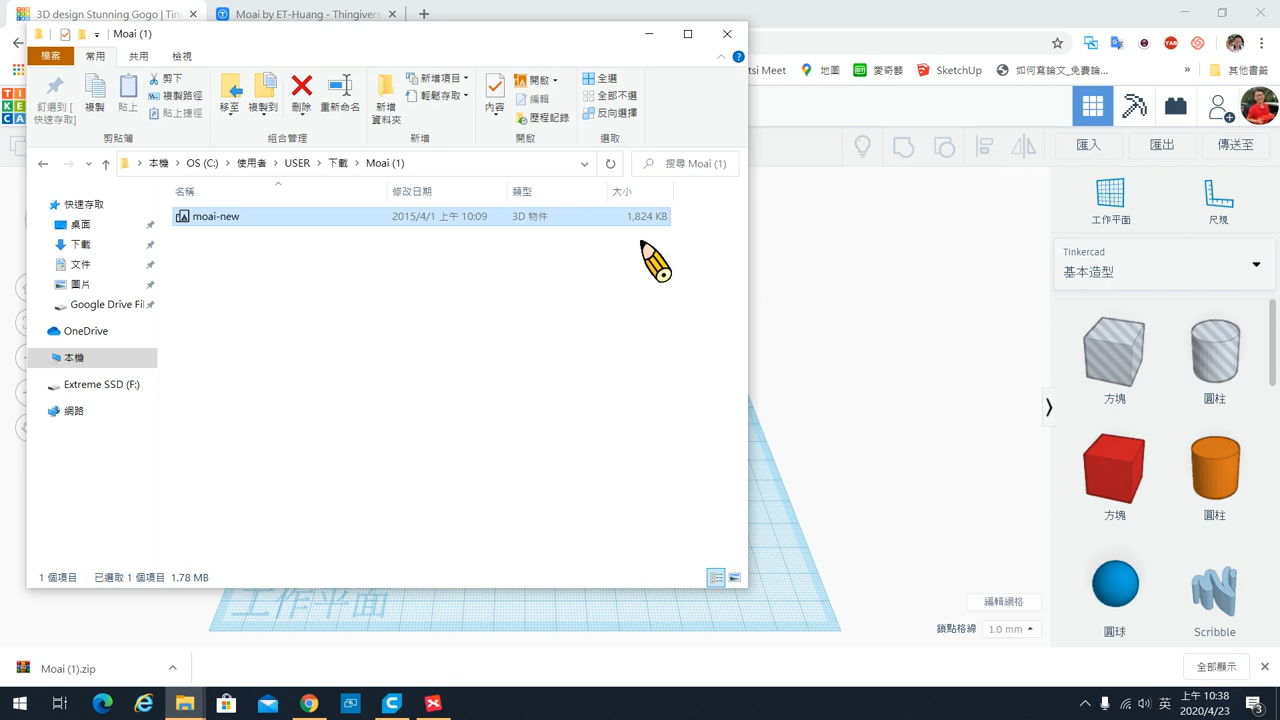 3D design Stunning Gogo | Tin
Moai by ET-Huang - Thingivers
Moai (1)
檔案
常用
共用
檢視
tsi Meet
地圖
愛奇藝
SketchUp
如何寫論文_免費論...
»
其他書籤
釘選到 [快速存取]
複製
貼上
剪下
複製路徑
貼上捷徑
移至
複製到
刪除
重新命名
新增資料夾
新增項目
輕鬆存取
內容
開啟
編輯
歷程記錄
全選
全部不選
反向選擇
剪貼簿
組合管理
新增
開啟
選取
匯入
匯出
傳送至
本機 > OS (C:) > 使用者 > USER > 下載 > Moai (1)
搜尋 Moai (1)
名稱
修改日期
類型
大小
moai-new
2015/4/1 上午 10:09
3D 物件
1,824 KB
快速存取
桌面
下載
文件
圖片
Google Drive Fil
OneDrive
本機
Extreme SSD (F:)
網路
1 個項目
已選取 1 個項目 1.78 MB
工作平面
尺規
Tinkercad
基本造型
方塊
圓柱
方塊
圓柱
圓球
Scribble
工作平面
編輯網格
鎖點格線
1.0 mm
Moai (1).zip
全部顯示
英
上午 10:38
2020/4/23
3